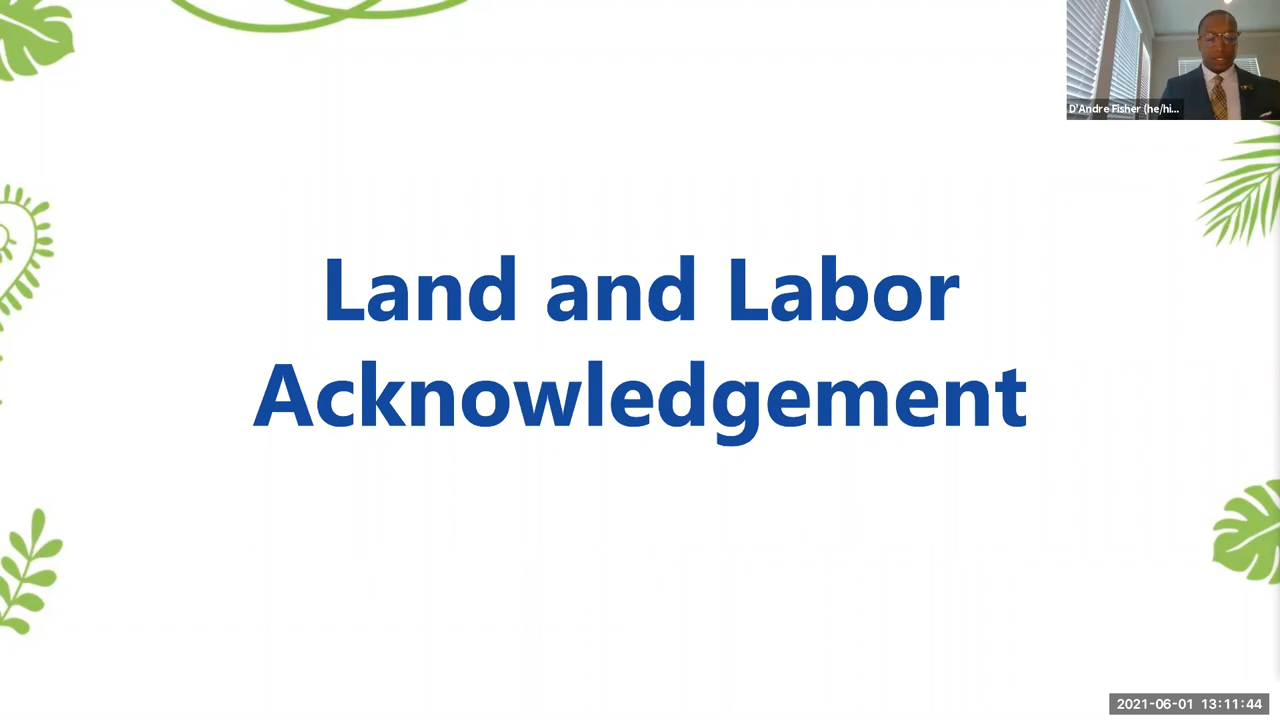 D'Andre Fisher (he/hi...
Land and Labor
Acknowledgement
2021-06-01 13:11:44